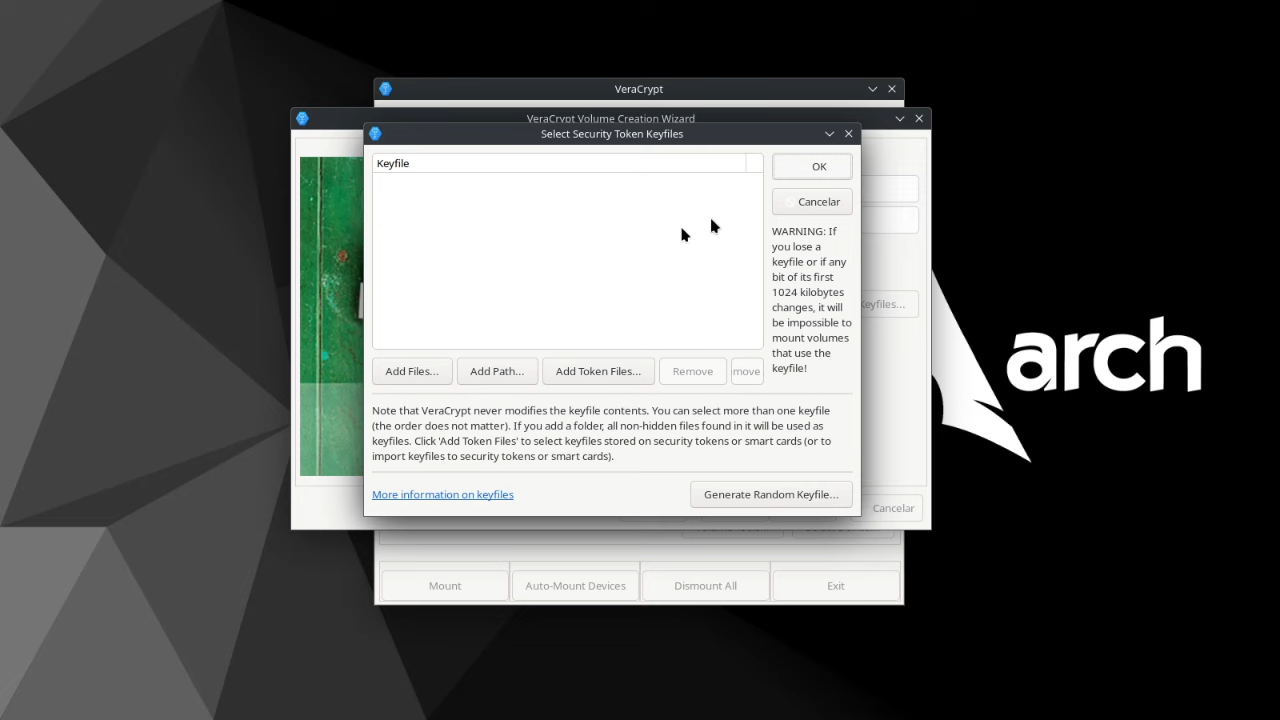 VeraCrypt
VeraCrypt Volume Creation Wizard
Select Security Token Keyfiles
Keyfile
OK
Cancelar
WARNING: If
you lose a
keyfile or if any
bit of its first
1024 kilobytes
changes, it will
be impossible to
mount volumes
that use the
keyfile!
Keyfiles...
Add Files...
Add Path...
Add Token Files...
Remove
move
Note that VeraCrypt never modifies the keyfile contents. You can select more than one keyfile
(the order does not matter). If you add a folder, all non-hidden files found in it will be used as
keyfiles. Click 'Add Token Files' to select keyfiles stored on security tokens or smart cards (or to
import keyfiles to security tokens or smart cards).
More information on keyfiles
Generate Random Keyfile...
Cancelar
Mount
Auto-Mount Devices
Dismount All
Exit
arch